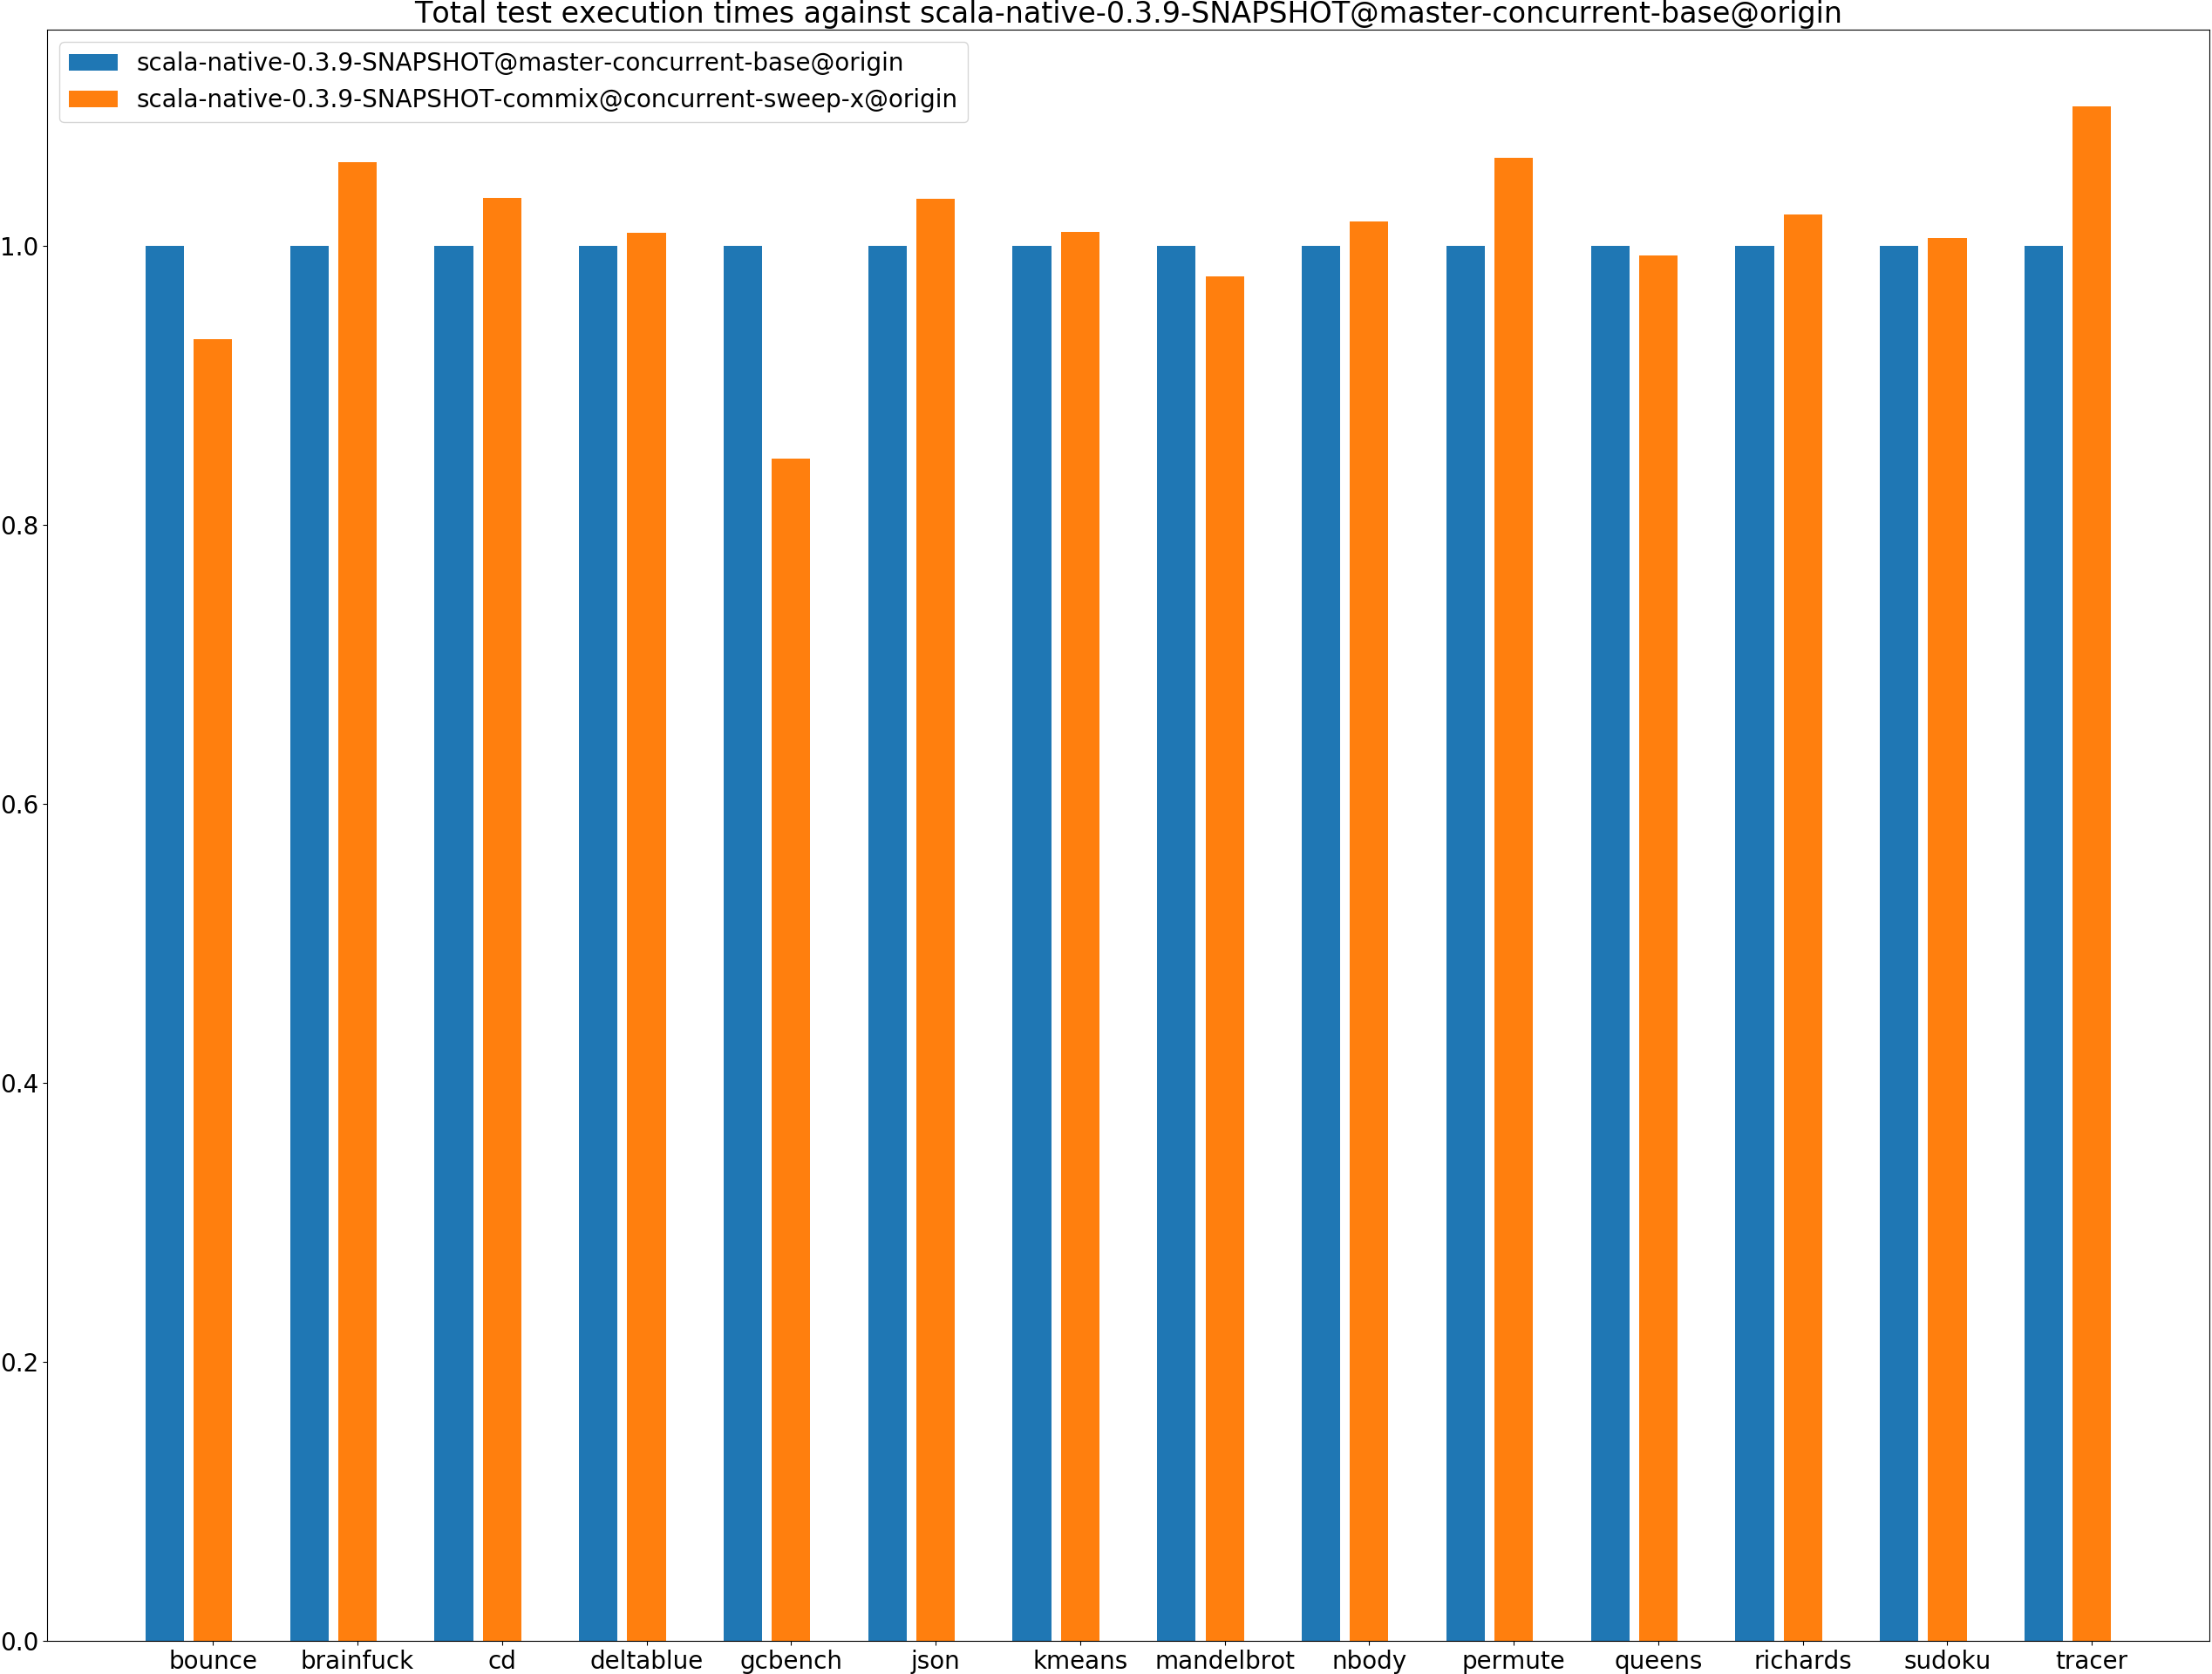 Total test execution times against scala-native-0.3.9-SNAPSHOT@master-concurrent-base@origin
scala-native-0.3.9-SNAPSHOT@master-concurrent-base@origin
scala-native-0.3.9-SNAPSHOT-commix@concurrent-sweep-x@origin
1.0
0.8
0.6
0.4
0.2
0.0
bounce brainfuck cd deltablue gcbench json kmeans mandelbrot nbody permute queens richards sudoku tracer